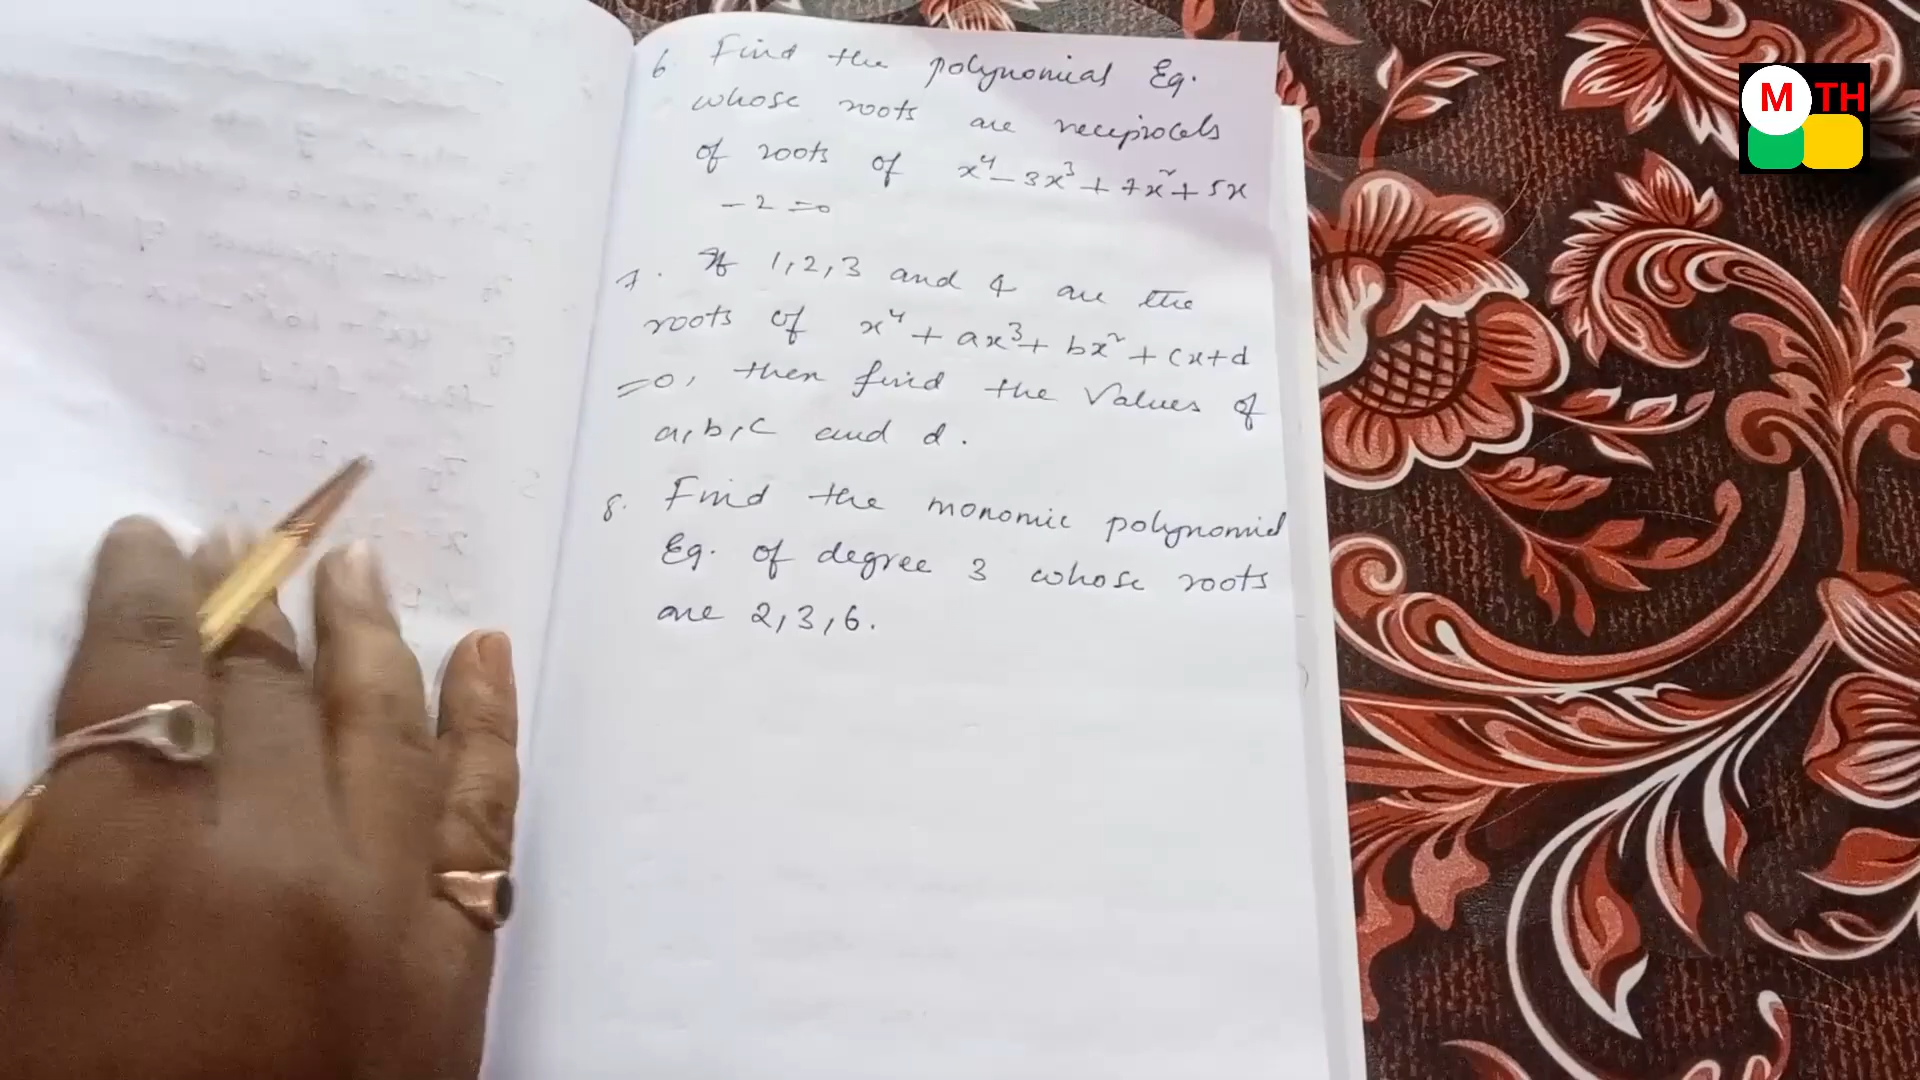 M TH
6 Find the polynomial Eq.
whose roots are reciprocals
of roots of x⁴ - 3x³ + 7x² + 5x
- 2 = 0
7. If 1, 2, 3 and 4 are the
roots of x⁴ + ax³ + bx² + cx + d
= 0, then find the Values of
a, b, c and d.
8. Find the monomic polynomial
Eq. of degree 3 whose roots
are 2, 3, 6.